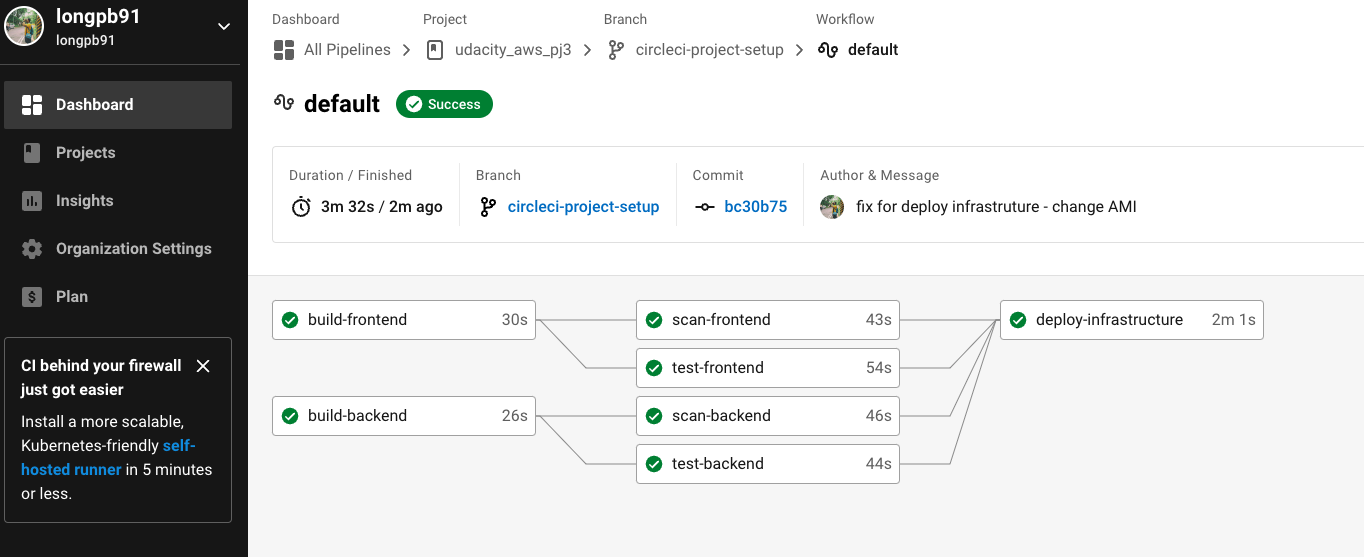 longpb91
longpb91
Dashboard
Projects
Insights
Organization Settings
Plan
CI behind your firewall
just got easier
Install a more scalable,
Kubernetes-friendly self-
hosted runner in 5 minutes
or less.
Dashboard Project Branch Workflow
All Pipelines udacity_aws_pj3 circleci-project-setup default
default Success
Duration / Finished Branch Commit Author & Message
3m 32s / 2m ago circleci-project-setup bc30b75 fix for deploy infrastruture - change AMI
build-frontend 30s scan-frontend 43s deploy-infrastructure 2m 1s
test-frontend 54s
build-backend 26s scan-backend 46s
test-backend 44s